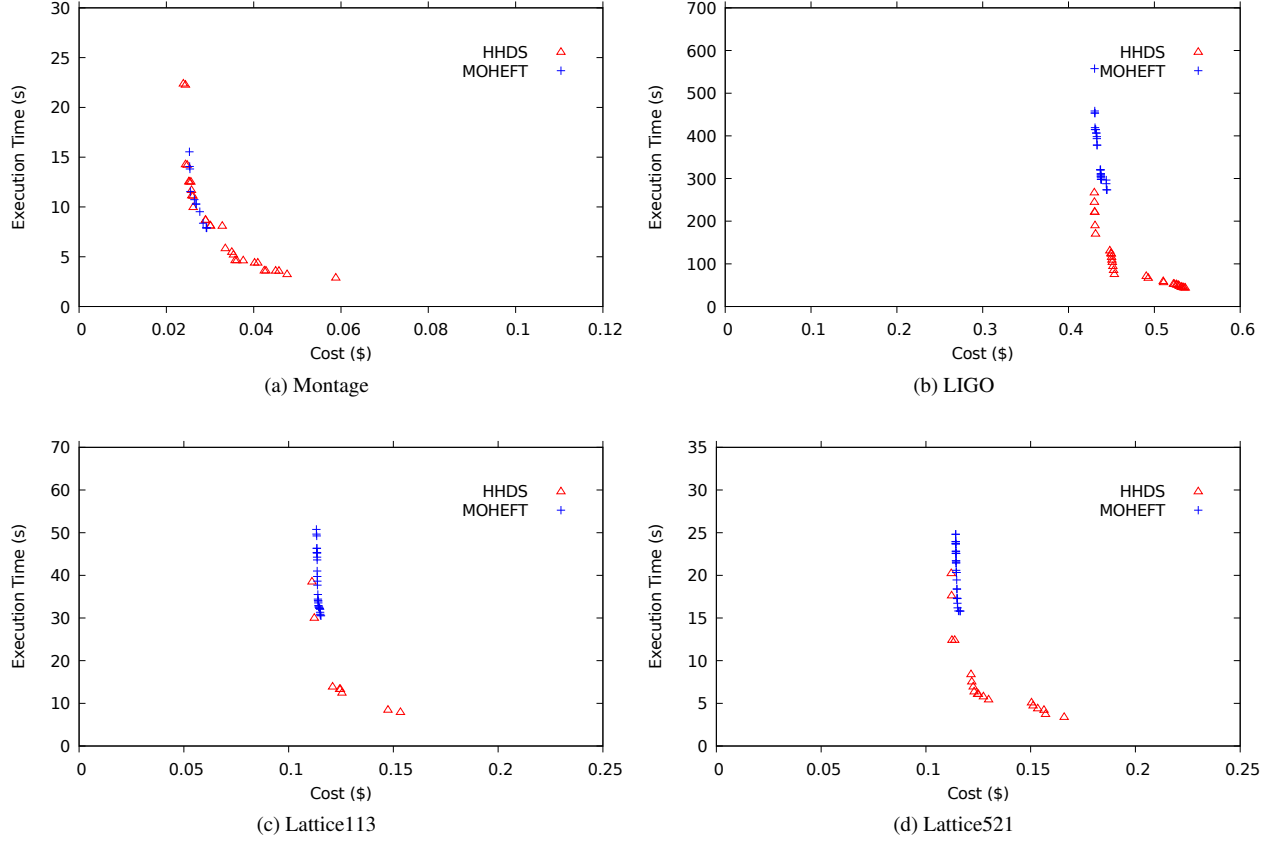 30
25
20
15
10
5
0
Execution Time (s)
HHDS
MOHEFT
0 0.02 0.04 0.06 0.08 0.1 0.12
Cost ($)
(a) Montage
700
600
500
400
300
200
100
0
Execution Time (s)
HHDS
MOHEFT
0 0.1 0.2 0.3 0.4 0.5 0.6
Cost ($)
(b) LIGO
70
60
50
40
30
20
10
0
Execution Time (s)
HHDS
MOHEFT
0 0.05 0.1 0.15 0.2 0.25
Cost ($)
(c) Lattice113
35
30
25
20
15
10
5
0
Execution Time (s)
HHDS
MOHEFT
0 0.05 0.1 0.15 0.2 0.25
Cost ($)
(d) Lattice521